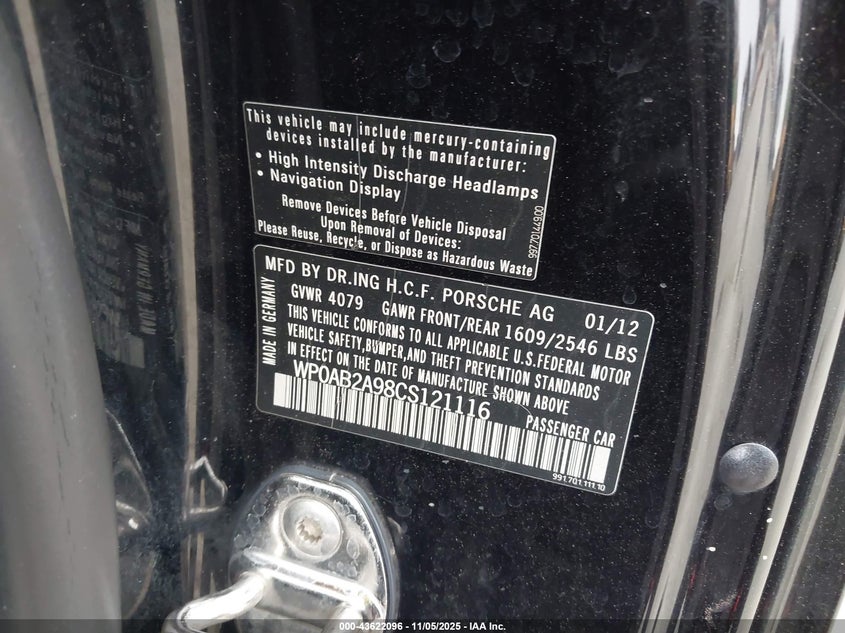 This vehicle may include mercury-containing
devices installed by the manufacturer:
• High Intensity Discharge Headlamps
• Navigation Display
Remove Devices Before Vehicle Disposal
Upon Removal of Devices:
Please Reuse, Recycle, or Dispose as Hazardous Waste
99770144900
MFD BY DR.ING H.C.F. PORSCHE AG 01/12
GVWR 4079 GAWR FRONT/REAR 1609/2546 LBS
THIS VEHICLE CONFORMS TO ALL APPLICABLE U.S.FEDERAL MOTOR
VEHICLE SAFETY,BUMPER,AND THEFT PREVENTION STANDARDS
IN EFFECT ON THE DATE OF MANUFACTURE SHOWN ABOVE
WP0AB2A98CS121116
PASSENGER CAR
MADE IN GERMANY
991.701.111.10
000-43622096 - 11/05/2025 - IAA Inc.